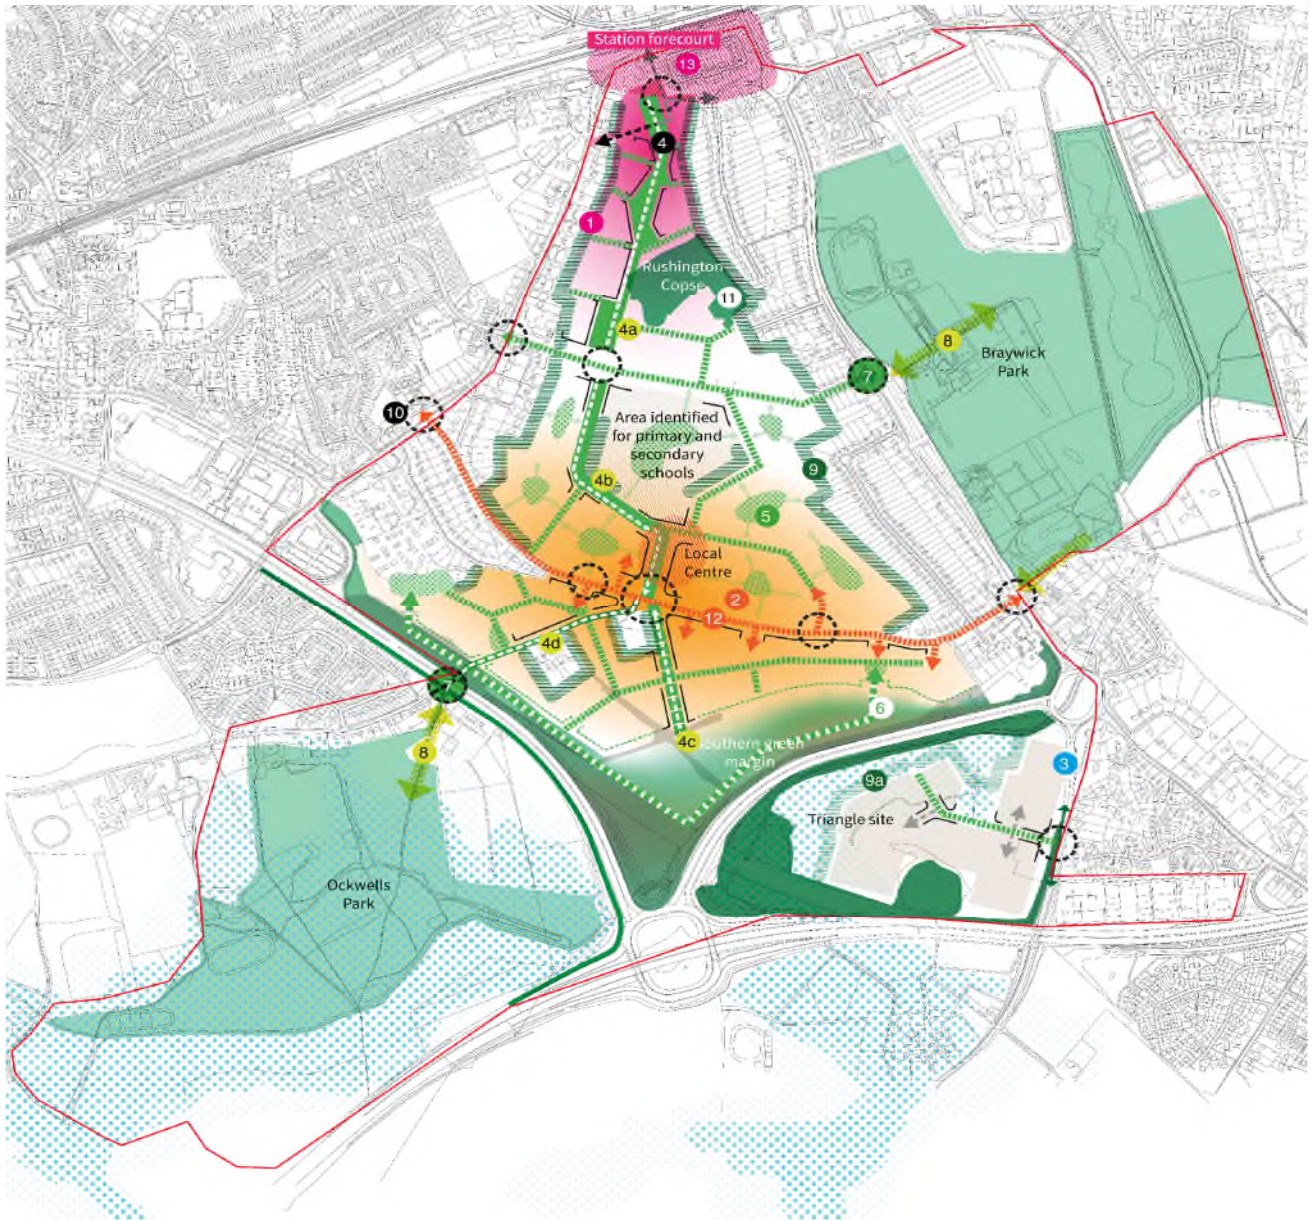 Station forecourt
13
4
1
Rushington
Copse
11
4a
8
Braywick
Park
7
10
Area identified
for primary and
secondary
schools
9
4b
5
Local
Centre
2
12
4d
6
4c
Southern green
margin
8
3
9a
Triangle site
Ockwells
Park